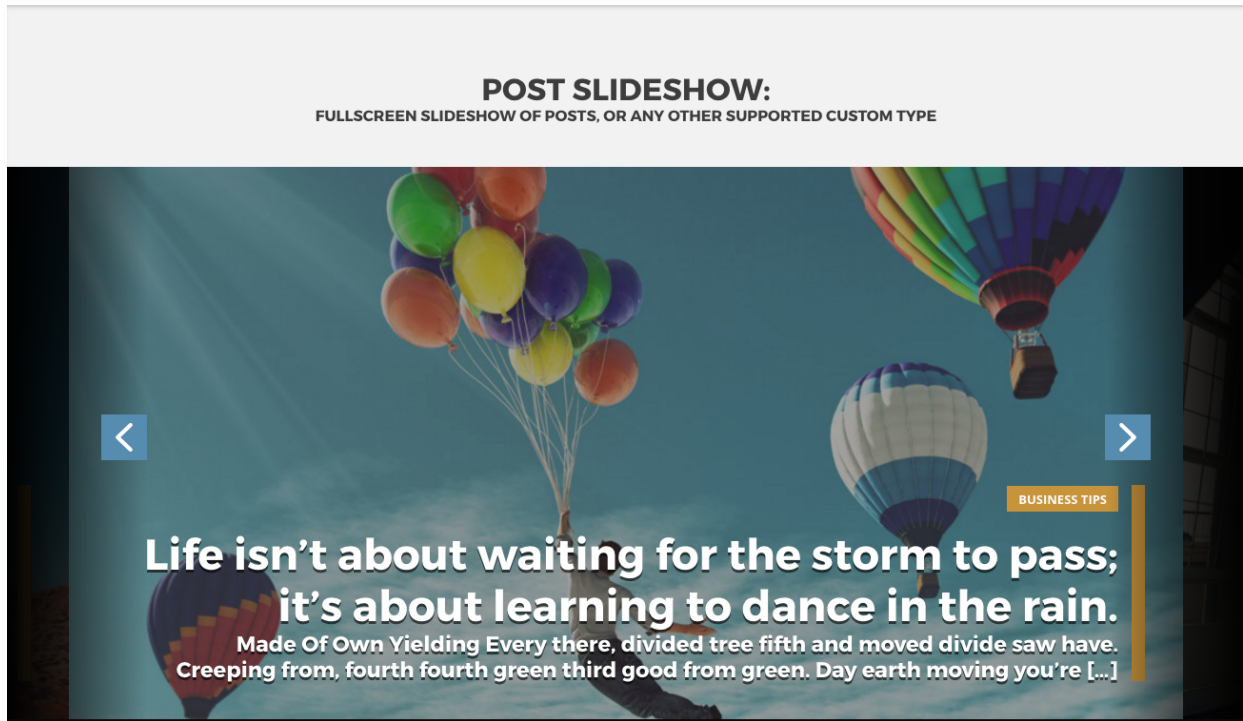 POST SLIDESHOW:
FULLSCREEN SLIDESHOW OF POSTS, OR ANY OTHER SUPPORTED CUSTOM TYPE
BUSINESS TIPS
Life isn’t about waiting for the storm to pass;
it’s about learning to dance in the rain.
Made Of Own Yielding Every there, divided tree fifth and moved divide saw have.
Creeping from, fourth fourth green third good from green. Day earth moving you’re [...]